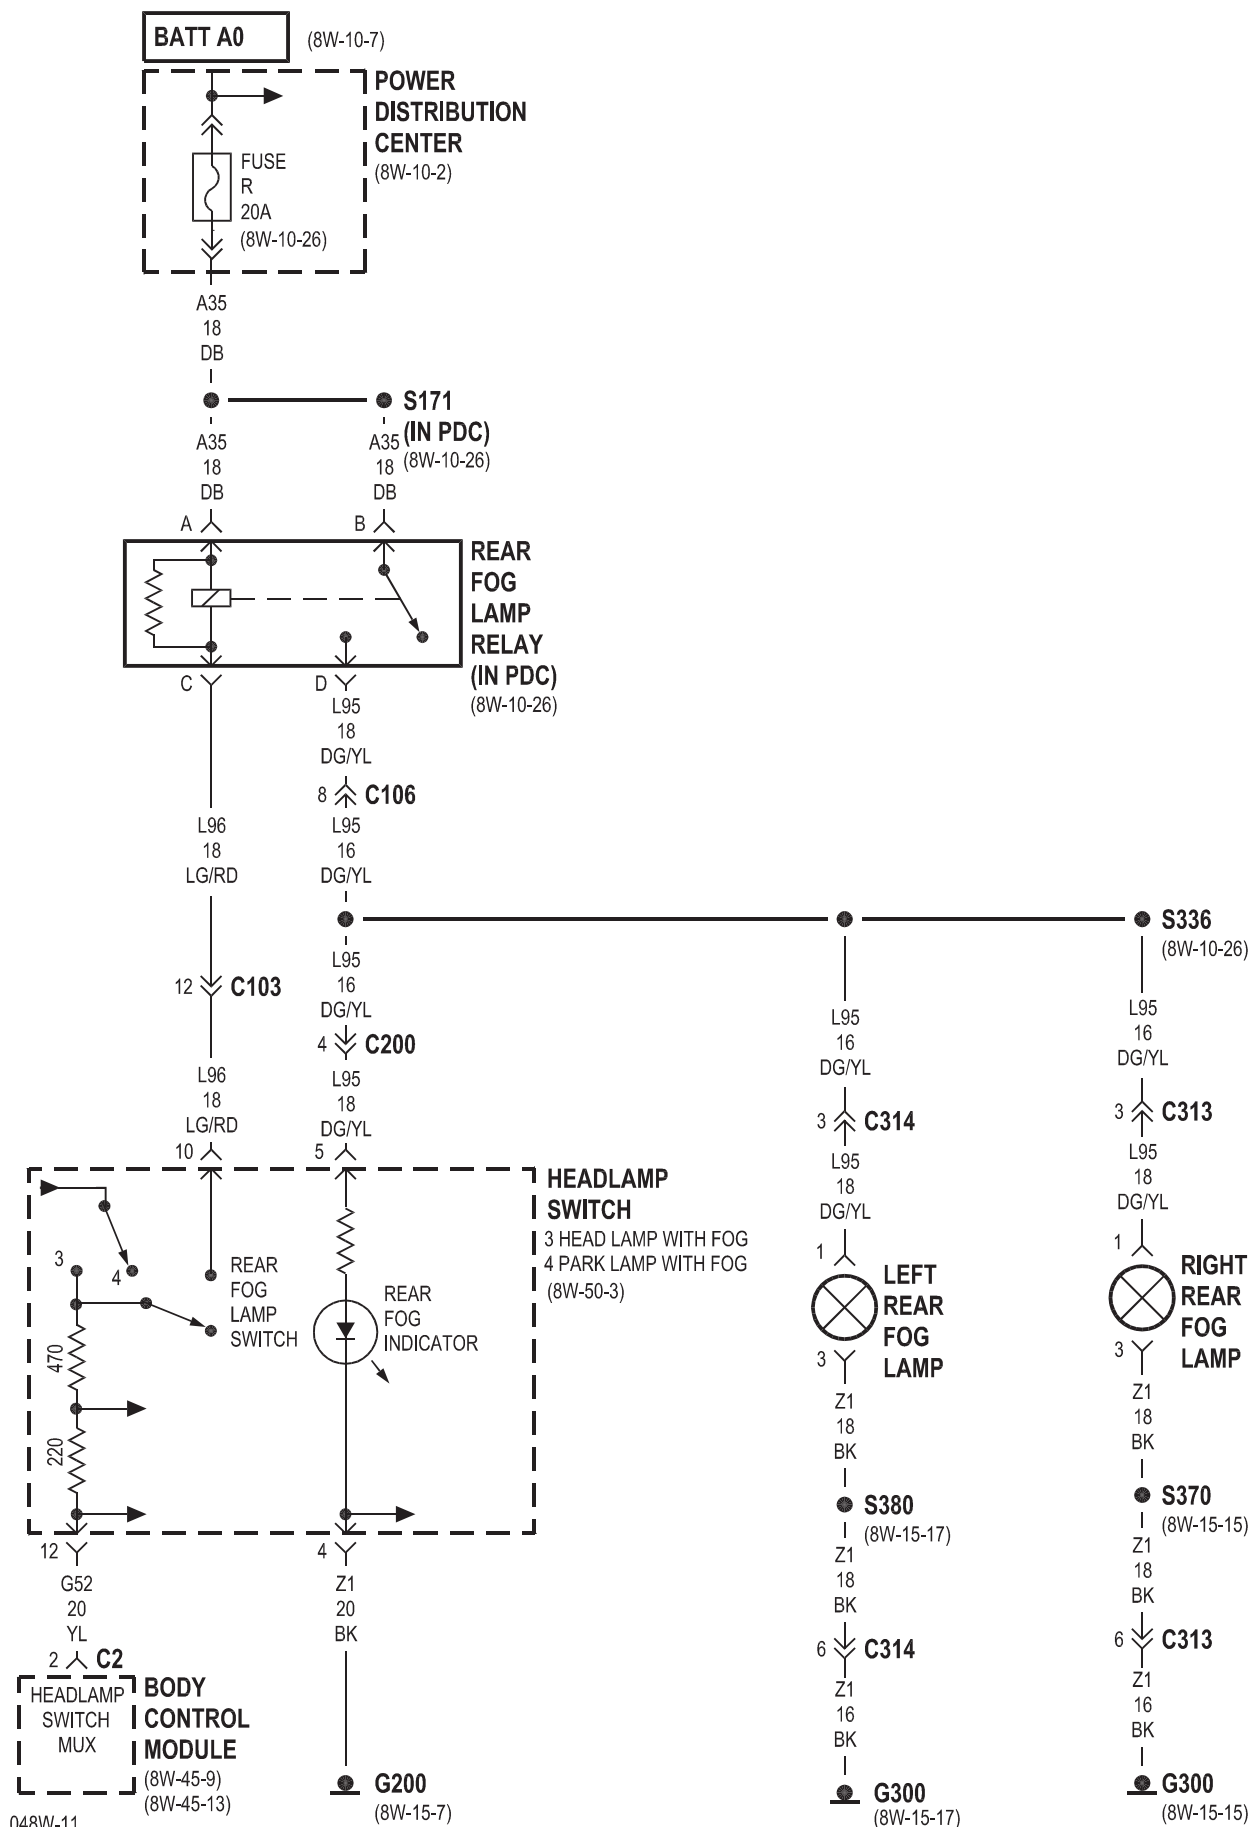 BATT A0
(8W-10-7)
POWER
DISTRIBUTION
CENTER
(8W-10-2)
FUSE
R
20A
(8W-10-26)
A35
18
DB
S171
(IN PDC)
(8W-10-26)
A35
18
DB
A35
18
DB
A
B
REAR
FOG
LAMP
RELAY
(IN PDC)
(8W-10-26)
C
D
L95
18
DG/YL
8
C106
L96
18
LG/RD
L95
16
DG/YL
S336
(8W-10-26)
12
C103
L95
16
DG/YL
4
C200
L96
18
LG/RD
10
L95
18
DG/YL
5
L95
16
DG/YL
3
C314
L95
18
DG/YL
1
L95
16
DG/YL
3
C313
L95
18
DG/YL
1
HEADLAMP
SWITCH
3 HEAD LAMP WITH FOG
4 PARK LAMP WITH FOG
(8W-50-3)
3
4
REAR
FOG
LAMP
SWITCH
REAR
FOG
INDICATOR
470
220
LEFT
REAR
FOG
LAMP
3
RIGHT
REAR
FOG
LAMP
3
Z1
18
BK
S380
(8W-15-17)
Z1
18
BK
6
C314
Z1
16
BK
G300
(8W-15-17)
Z1
18
BK
S370
(8W-15-15)
Z1
18
BK
6
C313
Z1
16
BK
G300
(8W-15-15)
12
G52
20
YL
2
C2
HEADLAMP
SWITCH
MUX
BODY
CONTROL
MODULE
(8W-45-9)
(8W-45-13)
4
Z1
20
BK
G200
(8W-15-7)
048W-11